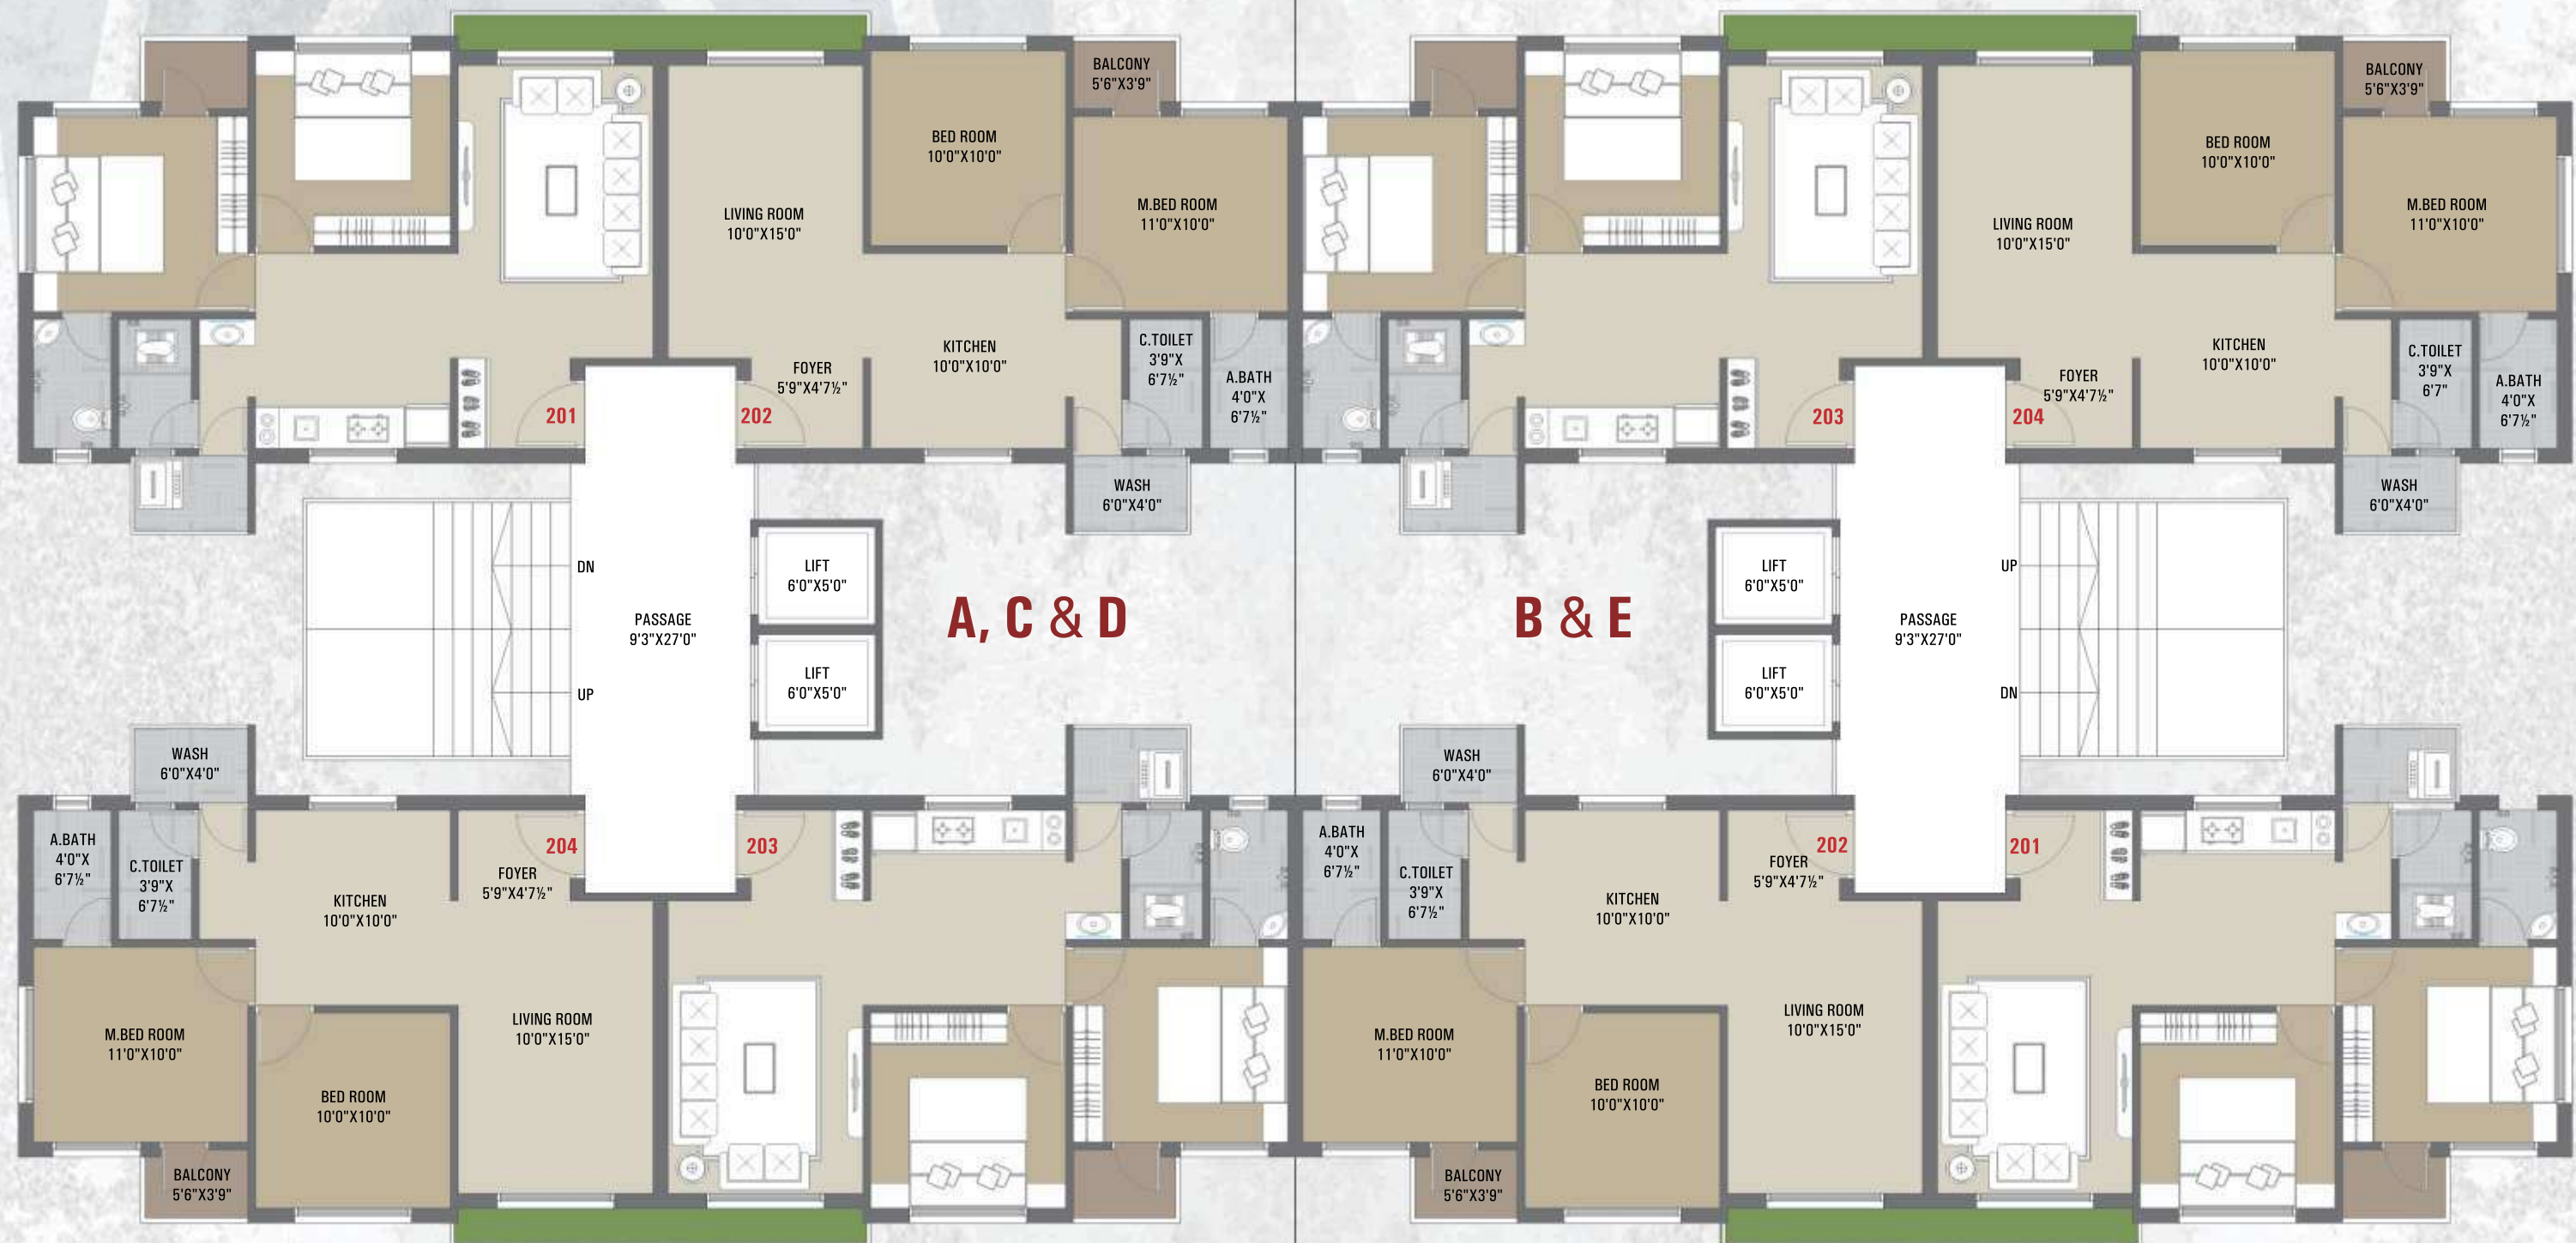 BALCONY
5'6"X3'9"
BED ROOM
10'0"X10'0"
M.BED ROOM
11'0"X10'0"
LIVING ROOM
10'0"X15'0"
KITCHEN
10'0"X10'0"
FOYER
5'9"X4'7½"
C.TOILET
3'9"X
6'7½"
A.BATH
4'0"X
6'7½"
201
202
WASH
6'0"X4'0"
BALCONY
5'6"X3'9"
BED ROOM
10'0"X10'0"
M.BED ROOM
11'0"X10'0"
LIVING ROOM
10'0"X15'0"
KITCHEN
10'0"X10'0"
FOYER
5'9"X4'7½"
C.TOILET
3'9"X
6'7"
A.BATH
4'0"X
6'7½"
203
204
WASH
6'0"X4'0"
DN
UP
PASSAGE
9'3"X27'0"
LIFT
6'0"X5'0"
LIFT
6'0"X5'0"
A, C & D
B & E
LIFT
6'0"X5'0"
LIFT
6'0"X5'0"
PASSAGE
9'3"X27'0"
UP
DN
WASH
6'0"X4'0"
A.BATH
4'0"X
6'7½"
C.TOILET
3'9"X
6'7½"
KITCHEN
10'0"X10'0"
FOYER
5'9"X4'7½"
204
203
M.BED ROOM
11'0"X10'0"
LIVING ROOM
10'0"X15'0"
BED ROOM
10'0"X10'0"
BALCONY
5'6"X3'9"
WASH
6'0"X4'0"
A.BATH
4'0"X
6'7½"
C.TOILET
3'9"X
6'7½"
KITCHEN
10'0"X10'0"
FOYER
5'9"X4'7½"
202
201
M.BED ROOM
11'0"X10'0"
LIVING ROOM
10'0"X15'0"
BED ROOM
10'0"X10'0"
BALCONY
5'6"X3'9"